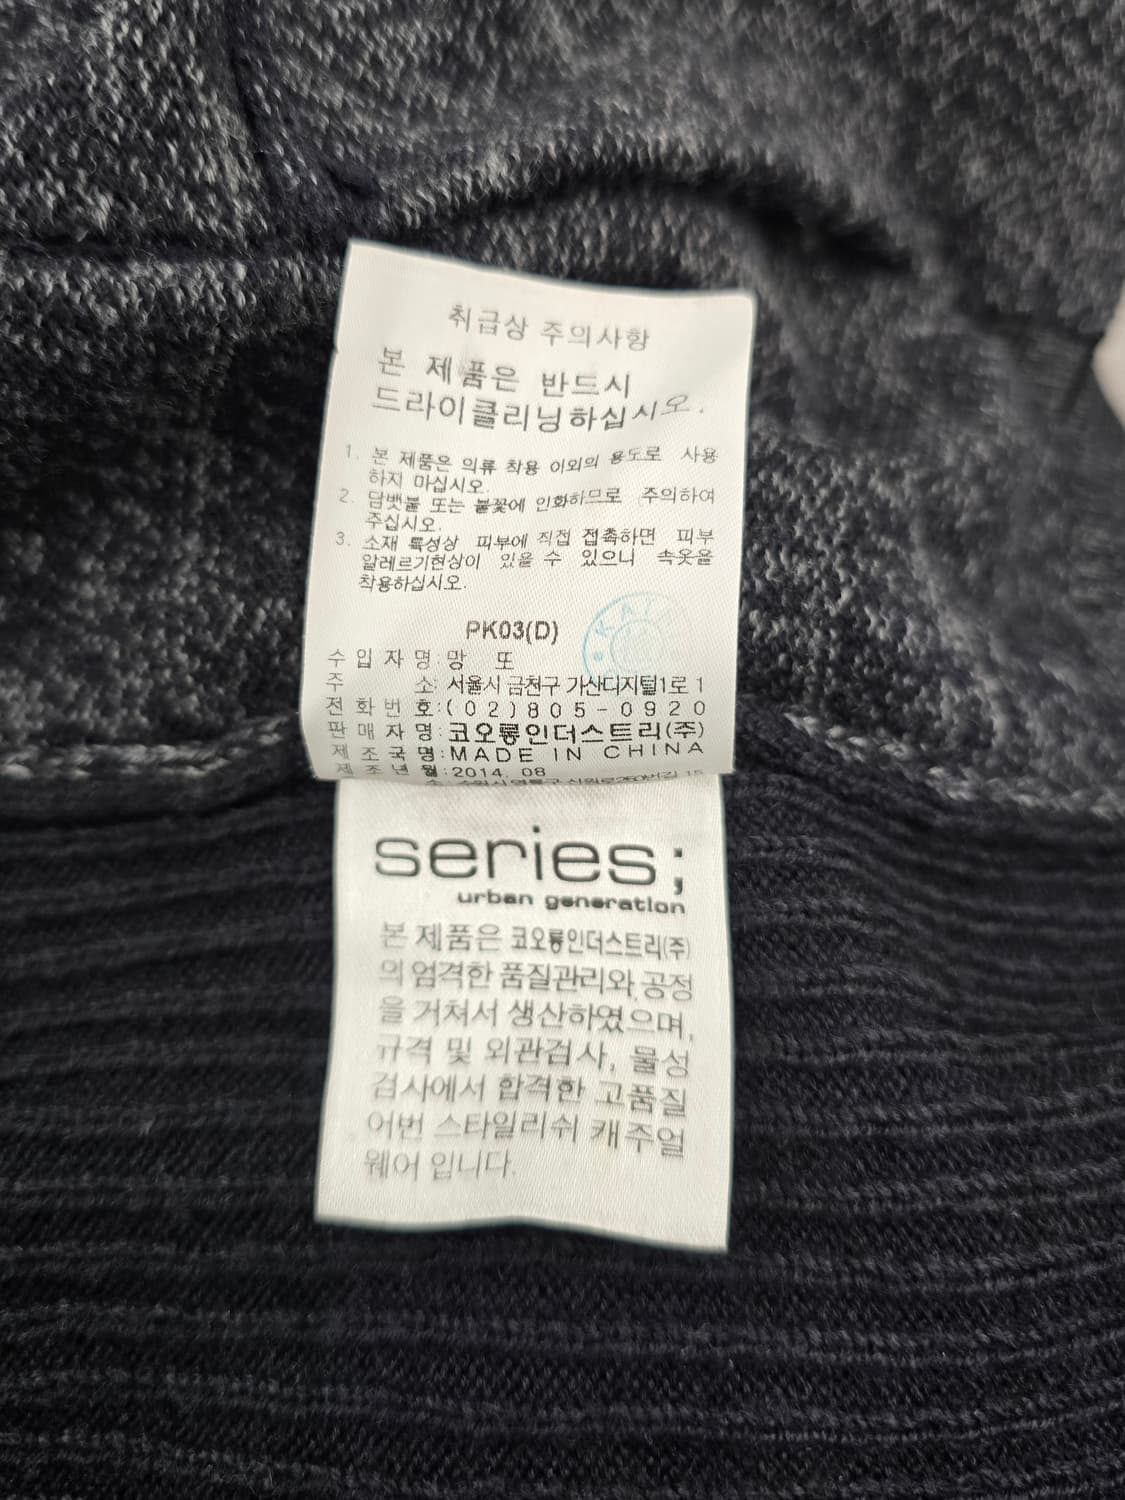 취급상 주의사항
본 제품은 반드시
드라이클리닝하십시오.
1. 본 제품은 의류 착용 이외의 용도로 사용
하지 마십시오.
2. 담뱃불 또는 불꽃에 인화하므로 주의하여
주십시오.
3. 소재 특성상 피부에 직접 접촉하면 피부
알레르기현상이 있을 수 있으니 속옷을
착용하십시오.
PK03(D)
수입자명:망 또
주 소:서울시 금천구 가산디지털1로 1
전화번호:(02)805-0920
판매자명:코오롱인더스트리(주)
제조국명:MADE IN CHINA
제조년월:2014. 08
series;
urban generation
본 제품은 코오롱인더스트리(주)
의 엄격한 품질관리와 공정
을 거쳐서 생산하였으며,
규격 및 외관검사, 물성
검사에서 합격한 고품질
어번 스타일리쉬 캐주얼
웨어 입니다.